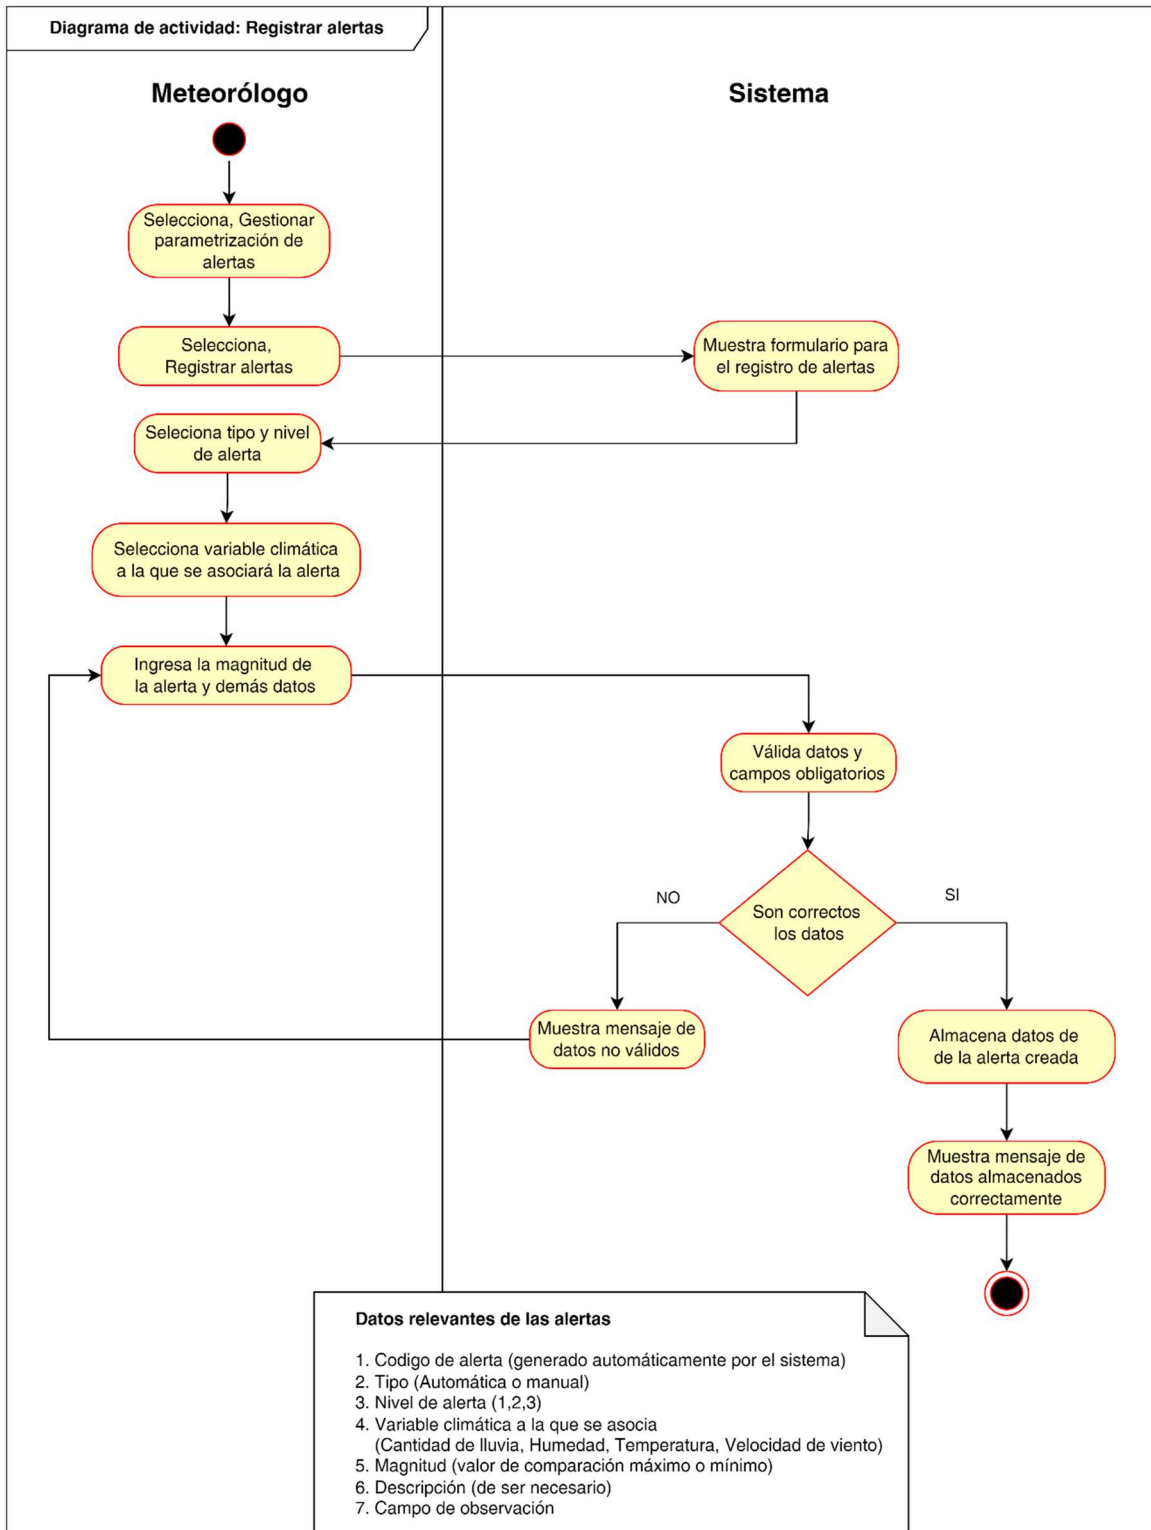 Diagrama de actividad: Registrar alertas
Meteorólogo
Sistema
Selecciona, Gestionar
parametrización de
alertas
Selecciona,
Registrar alertas
Muestra formulario para
el registro de alertas
Seleciona tipo y nivel
de alerta
Selecciona variable climática
a la que se asociará la alerta
Ingresa la magnitud de
la alerta y demás datos
Válida datos y
campos obligatorios
Son correctos
los datos
NO
SI
Muestra mensaje de
datos no válidos
Almacena datos de
de la alerta creada
Muestra mensaje de
datos almacenados
correctamente
Datos relevantes de las alertas
1. Codigo de alerta (generado automáticamente por el sistema)
2. Tipo (Automática o manual)
3. Nivel de alerta (1,2,3)
4. Variable climática a la que se asocia
(Cantidad de lluvia, Humedad, Temperatura, Velocidad de viento)
5. Magnitud (valor de comparación máximo o mínimo)
6. Descripción (de ser necesario)
7. Campo de observación